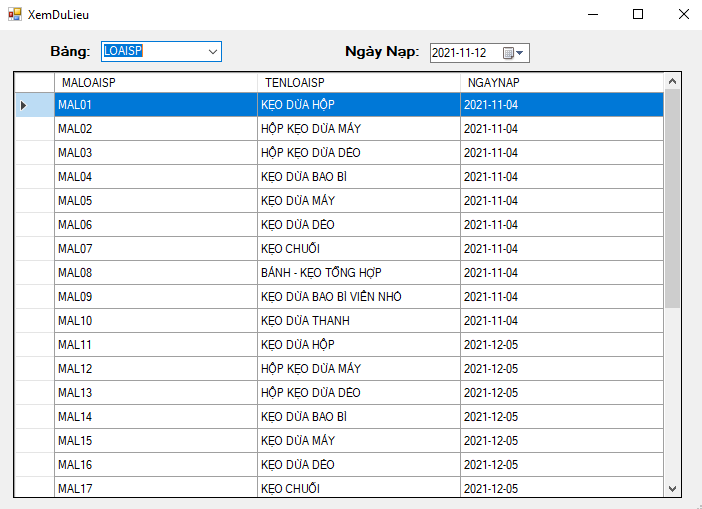 XemDuLieu
Bảng: LOAISP Ngày Nạp: 2021-11-12
MALOAISP TENLOAISP NGAYNAP
MAL01 KẸO DỪA HỘP 2021-11-04
MAL02 HỘP KẸO DỪA MÁY 2021-11-04
MAL03 HỘP KẸO DỪA DẺO 2021-11-04
MAL04 KẸO DỪA BAO BÌ 2021-11-04
MAL05 KẸO DỪA MÁY 2021-11-04
MAL06 KẸO DỪA DẺO 2021-11-04
MAL07 KẸO CHUỐI 2021-11-04
MAL08 BÁNH - KẸO TỔNG HỢP 2021-11-04
MAL09 KẸO DỪA BAO BÌ VIÊN NHỎ 2021-11-04
MAL10 KẸO DỪA THANH 2021-11-04
MAL11 KẸO DỪA HỘP 2021-12-05
MAL12 HỘP KẸO DỪA MÁY 2021-12-05
MAL13 HỘP KẸO DỪA DẺO 2021-12-05
MAL14 KẸO DỪA BAO BÌ 2021-12-05
MAL15 KẸO DỪA MÁY 2021-12-05
MAL16 KẸO DỪA DẺO 2021-12-05
MAL17 KẸO CHUỐI 2021-12-05